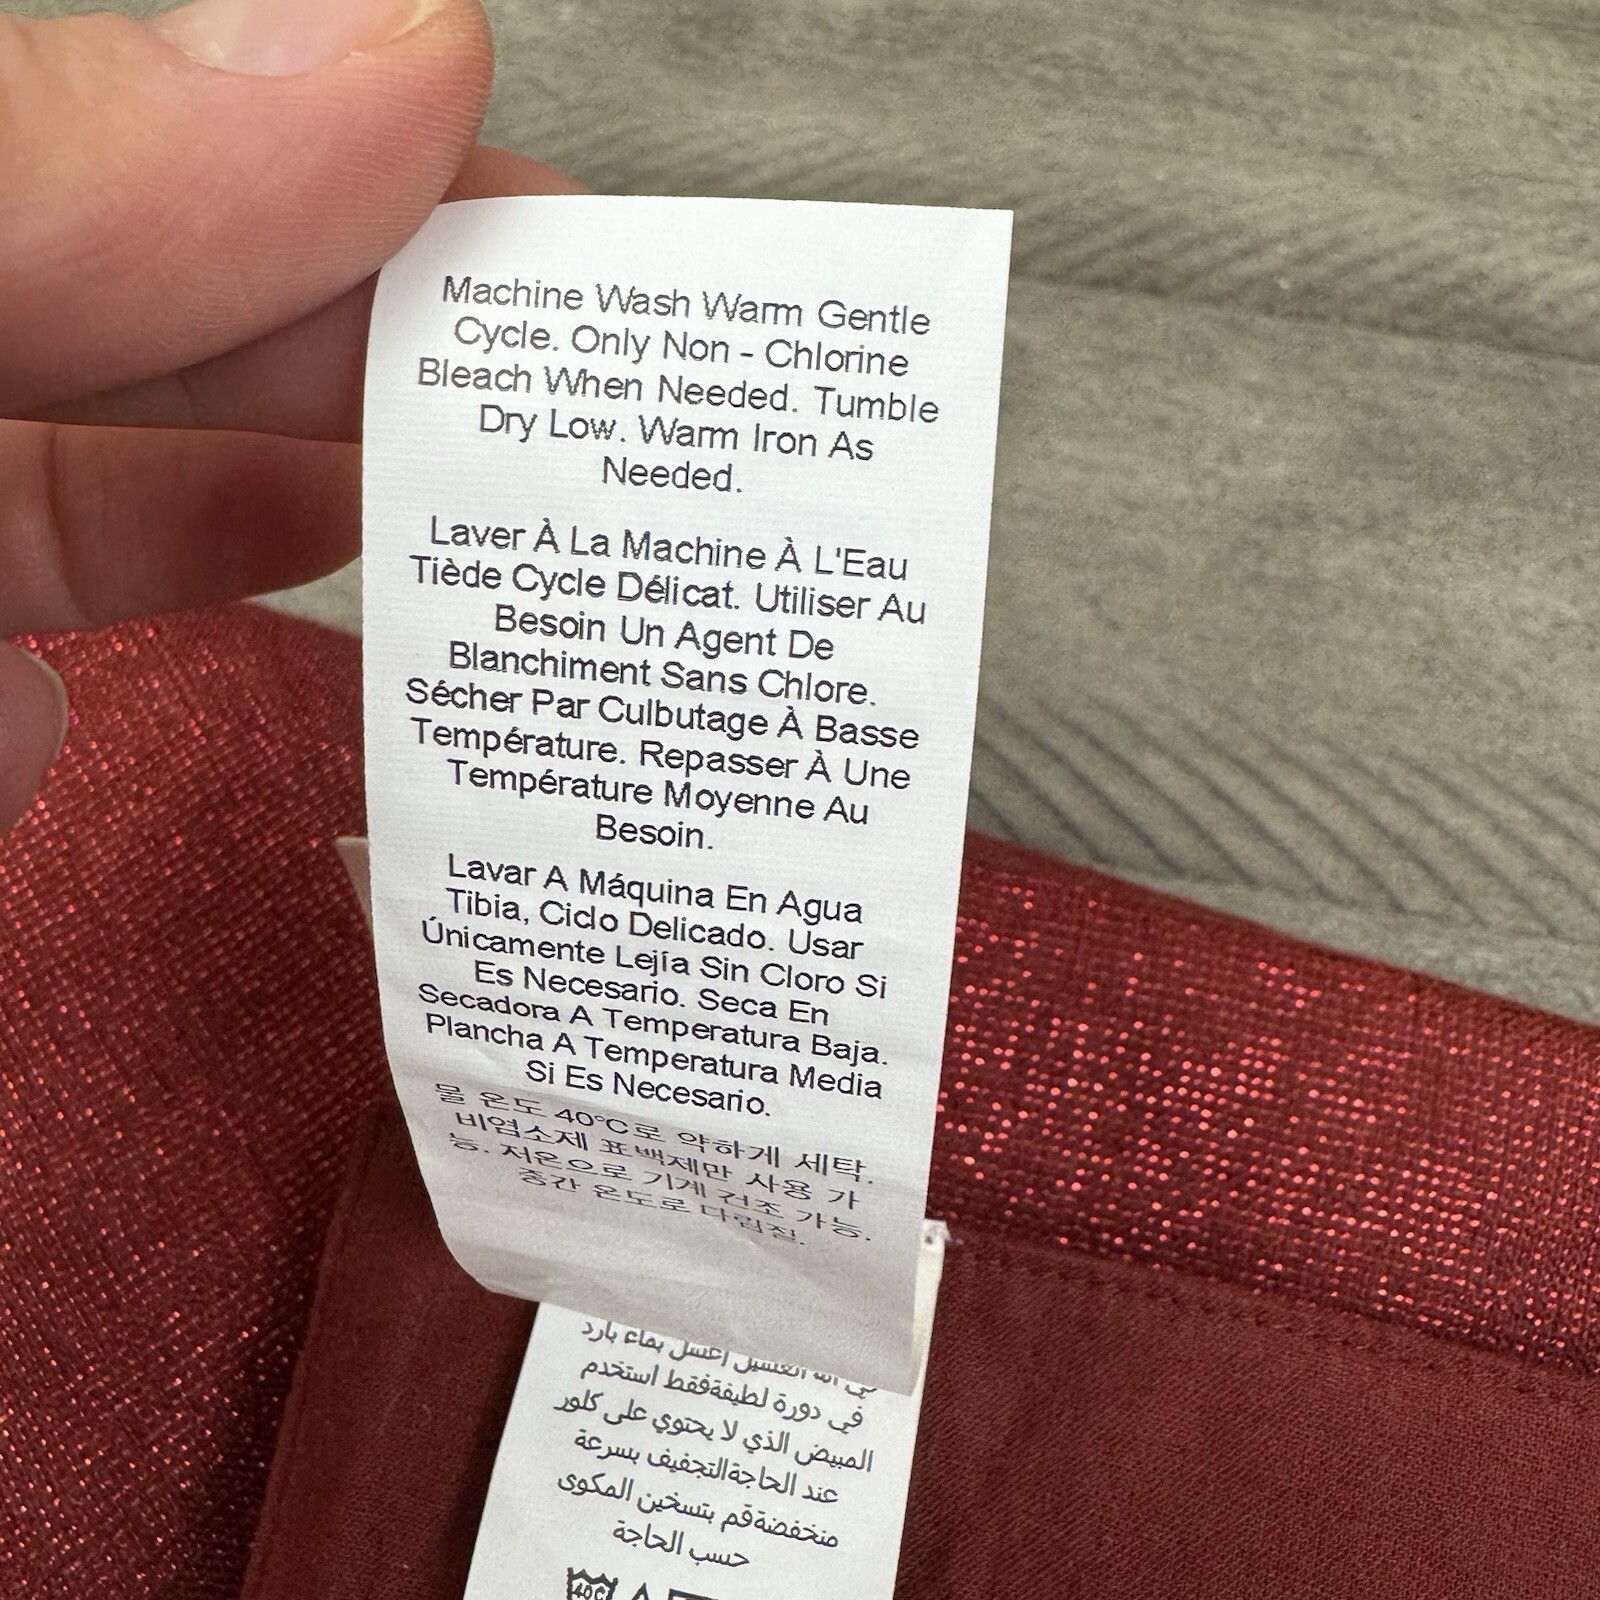 Machine Wash Warm Gentle
Cycle. Only Non - Chlorine
Bleach When Needed. Tumble
Dry Low. Warm Iron As
Needed.
Laver À La Machine À L'Eau
Tiède Cycle Délicat. Utiliser Au
Besoin Un Agent De
Blanchiment Sans Chlore.
Sécher Par Culbutage À Basse
Température. Repasser À Une
Température Moyenne Au
Besoin.
Lavar A Máquina En Agua
Tibia, Ciclo Delicado. Usar
Únicamente Lejía Sin Cloro Si
Es Necesario. Seca En
Secadora A Temperatura Baja.
Plancha A Temperatura Media
Si Es Necesario.
물 온도 40°C로 약하게 세탁.
비염소제 표백제만 사용 가
능. 저온으로 기계 건조 가능.
중간 온도로 다림질.
اغسل بماء بارد
في دورة لطيفةفقط استخدم
المبيض الذي لا يحتوي على كلور
عند الحاجةالتجفيف بسرعة
منخفضةقم بتسخين المكوى
حسب الحاجة
40C